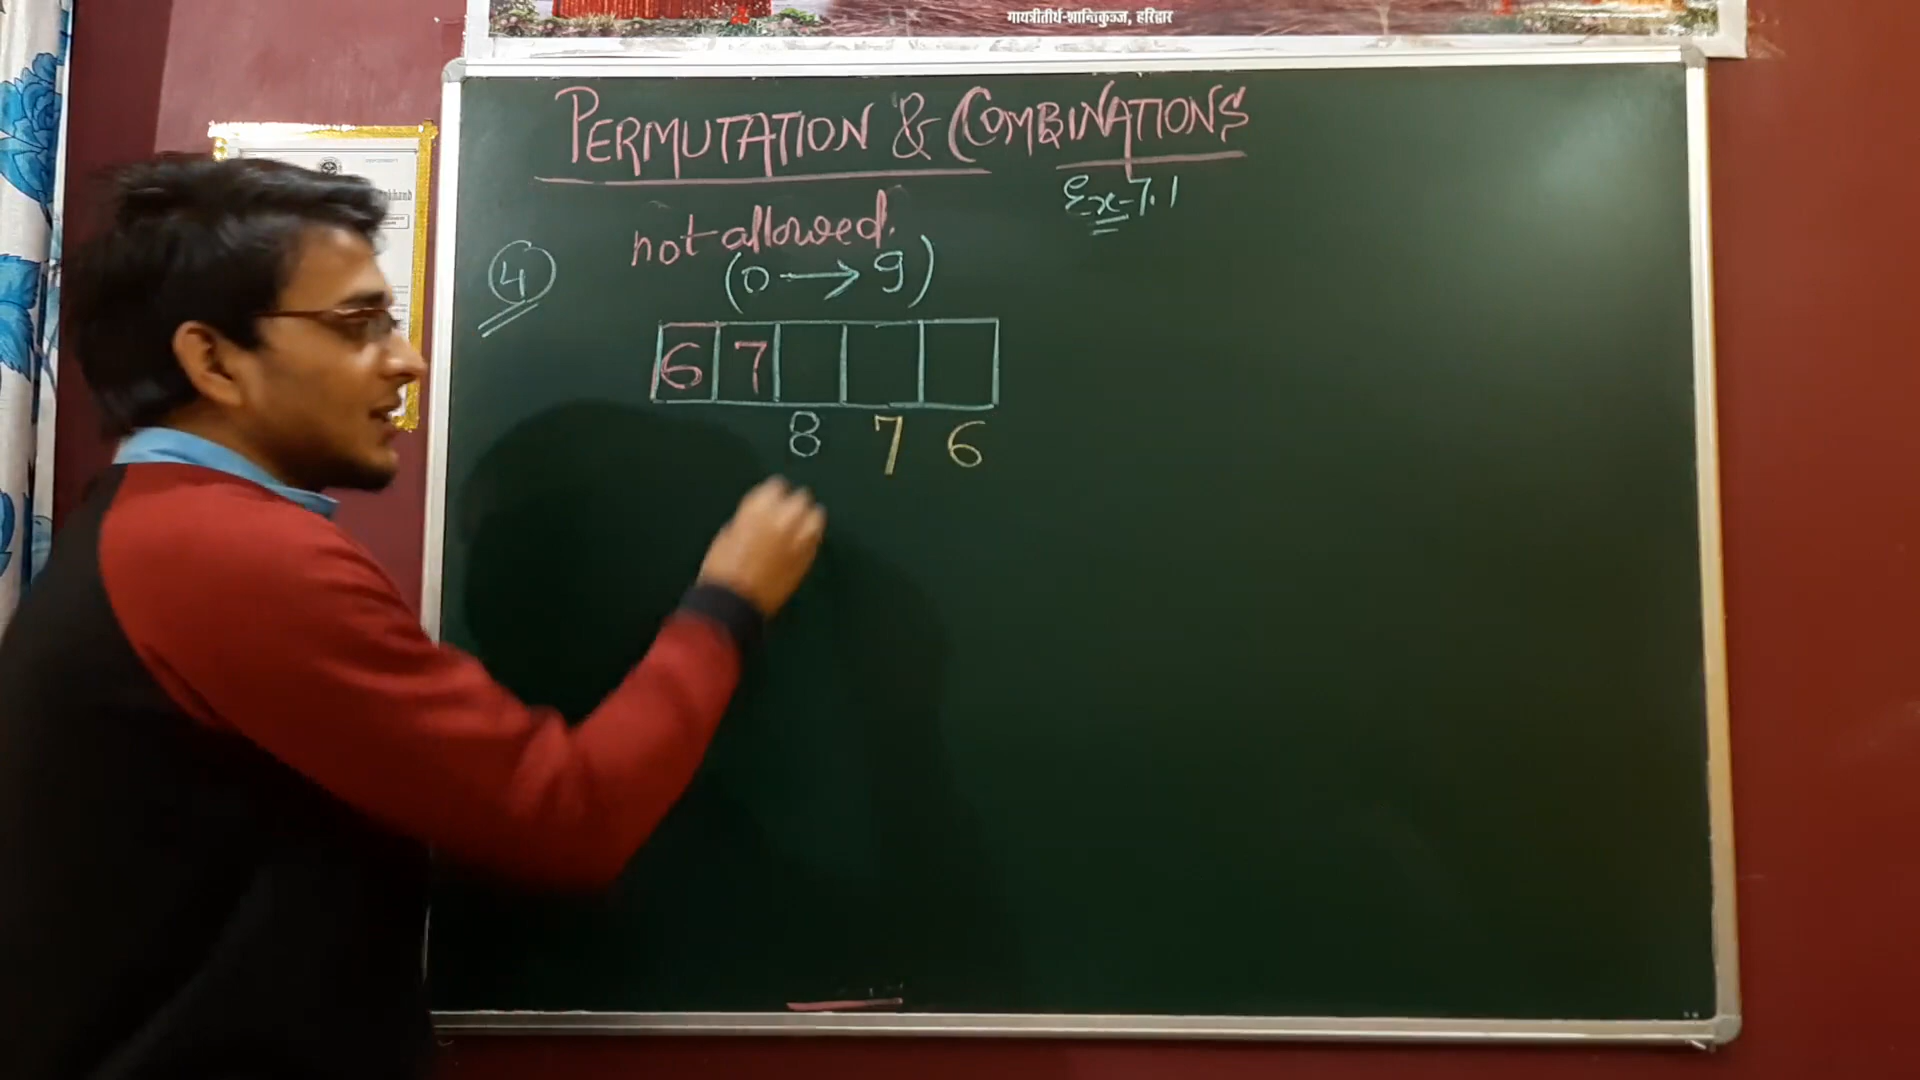 गायत्रीतीर्थ-शान्तिकुञ्ज, हरिद्वार
PERMUTATION & COMBINATIONS
Ex-7.1
not allowed.
4
(0 → 9)
6 7
8 7 6